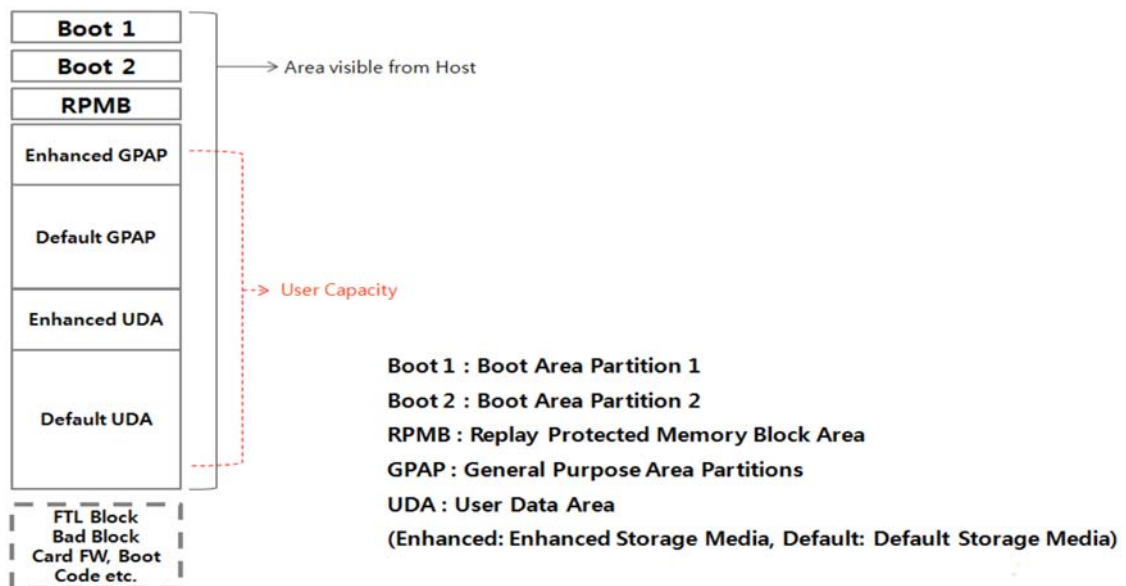 Boot 1
Boot 2
Area visible from Host
RPMB
Enhanced GPAP
Default GPAP
User Capacity
Enhanced UDA
Default UDA
Boot 1 : Boot Area Partition 1
Boot 2 : Boot Area Partition 2
RPMB : Replay Protected Memory Block Area
GPAP : General Purpose Area Partitions
UDA : User Data Area
(Enhanced: Enhanced Storage Media, Default: Default Storage Media)
FTL Block
Bad Block
Card FW, Boot
Code etc.